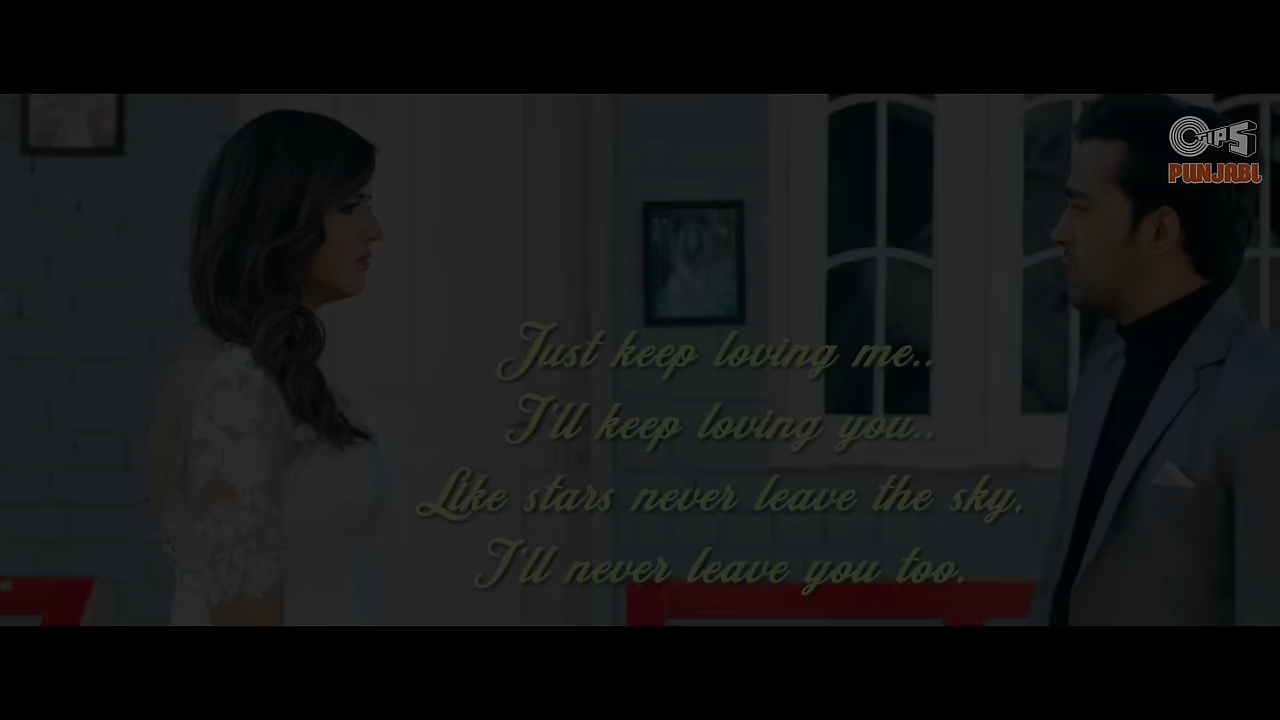 TIPS
PUNJABI
Just keep loving me..
I'll keep loving you..
Like stars never leave the sky,
I'll never leave you too.